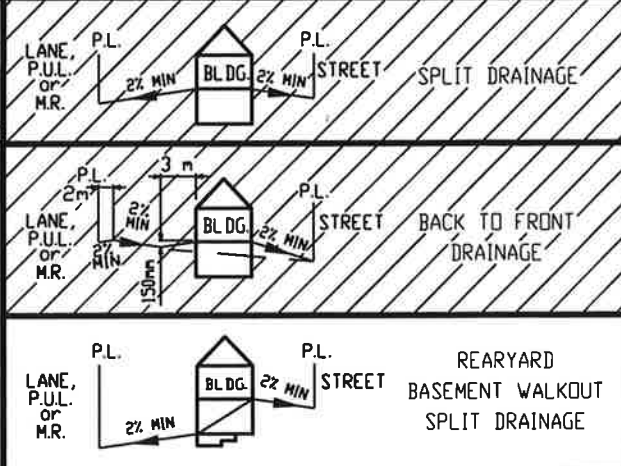 P.L.
P.L.
LANE,
P.U.L.
or
M.R.
2% MIN
BLDG.
2% MIN
STREET
SPLIT DRAINAGE
3 m
P.L.
2m
P.L.
LANE,
P.U.L.
or
M.R.
2% MIN
2% MIN
150mm
BLDG.
2% MIN
STREET
BACK TO FRONT
DRAINAGE
P.L.
P.L.
LANE,
P.U.L.
or
M.R.
2% MIN
BLDG.
2% MIN
STREET
REARYARD
BASEMENT WALKOUT
SPLIT DRAINAGE